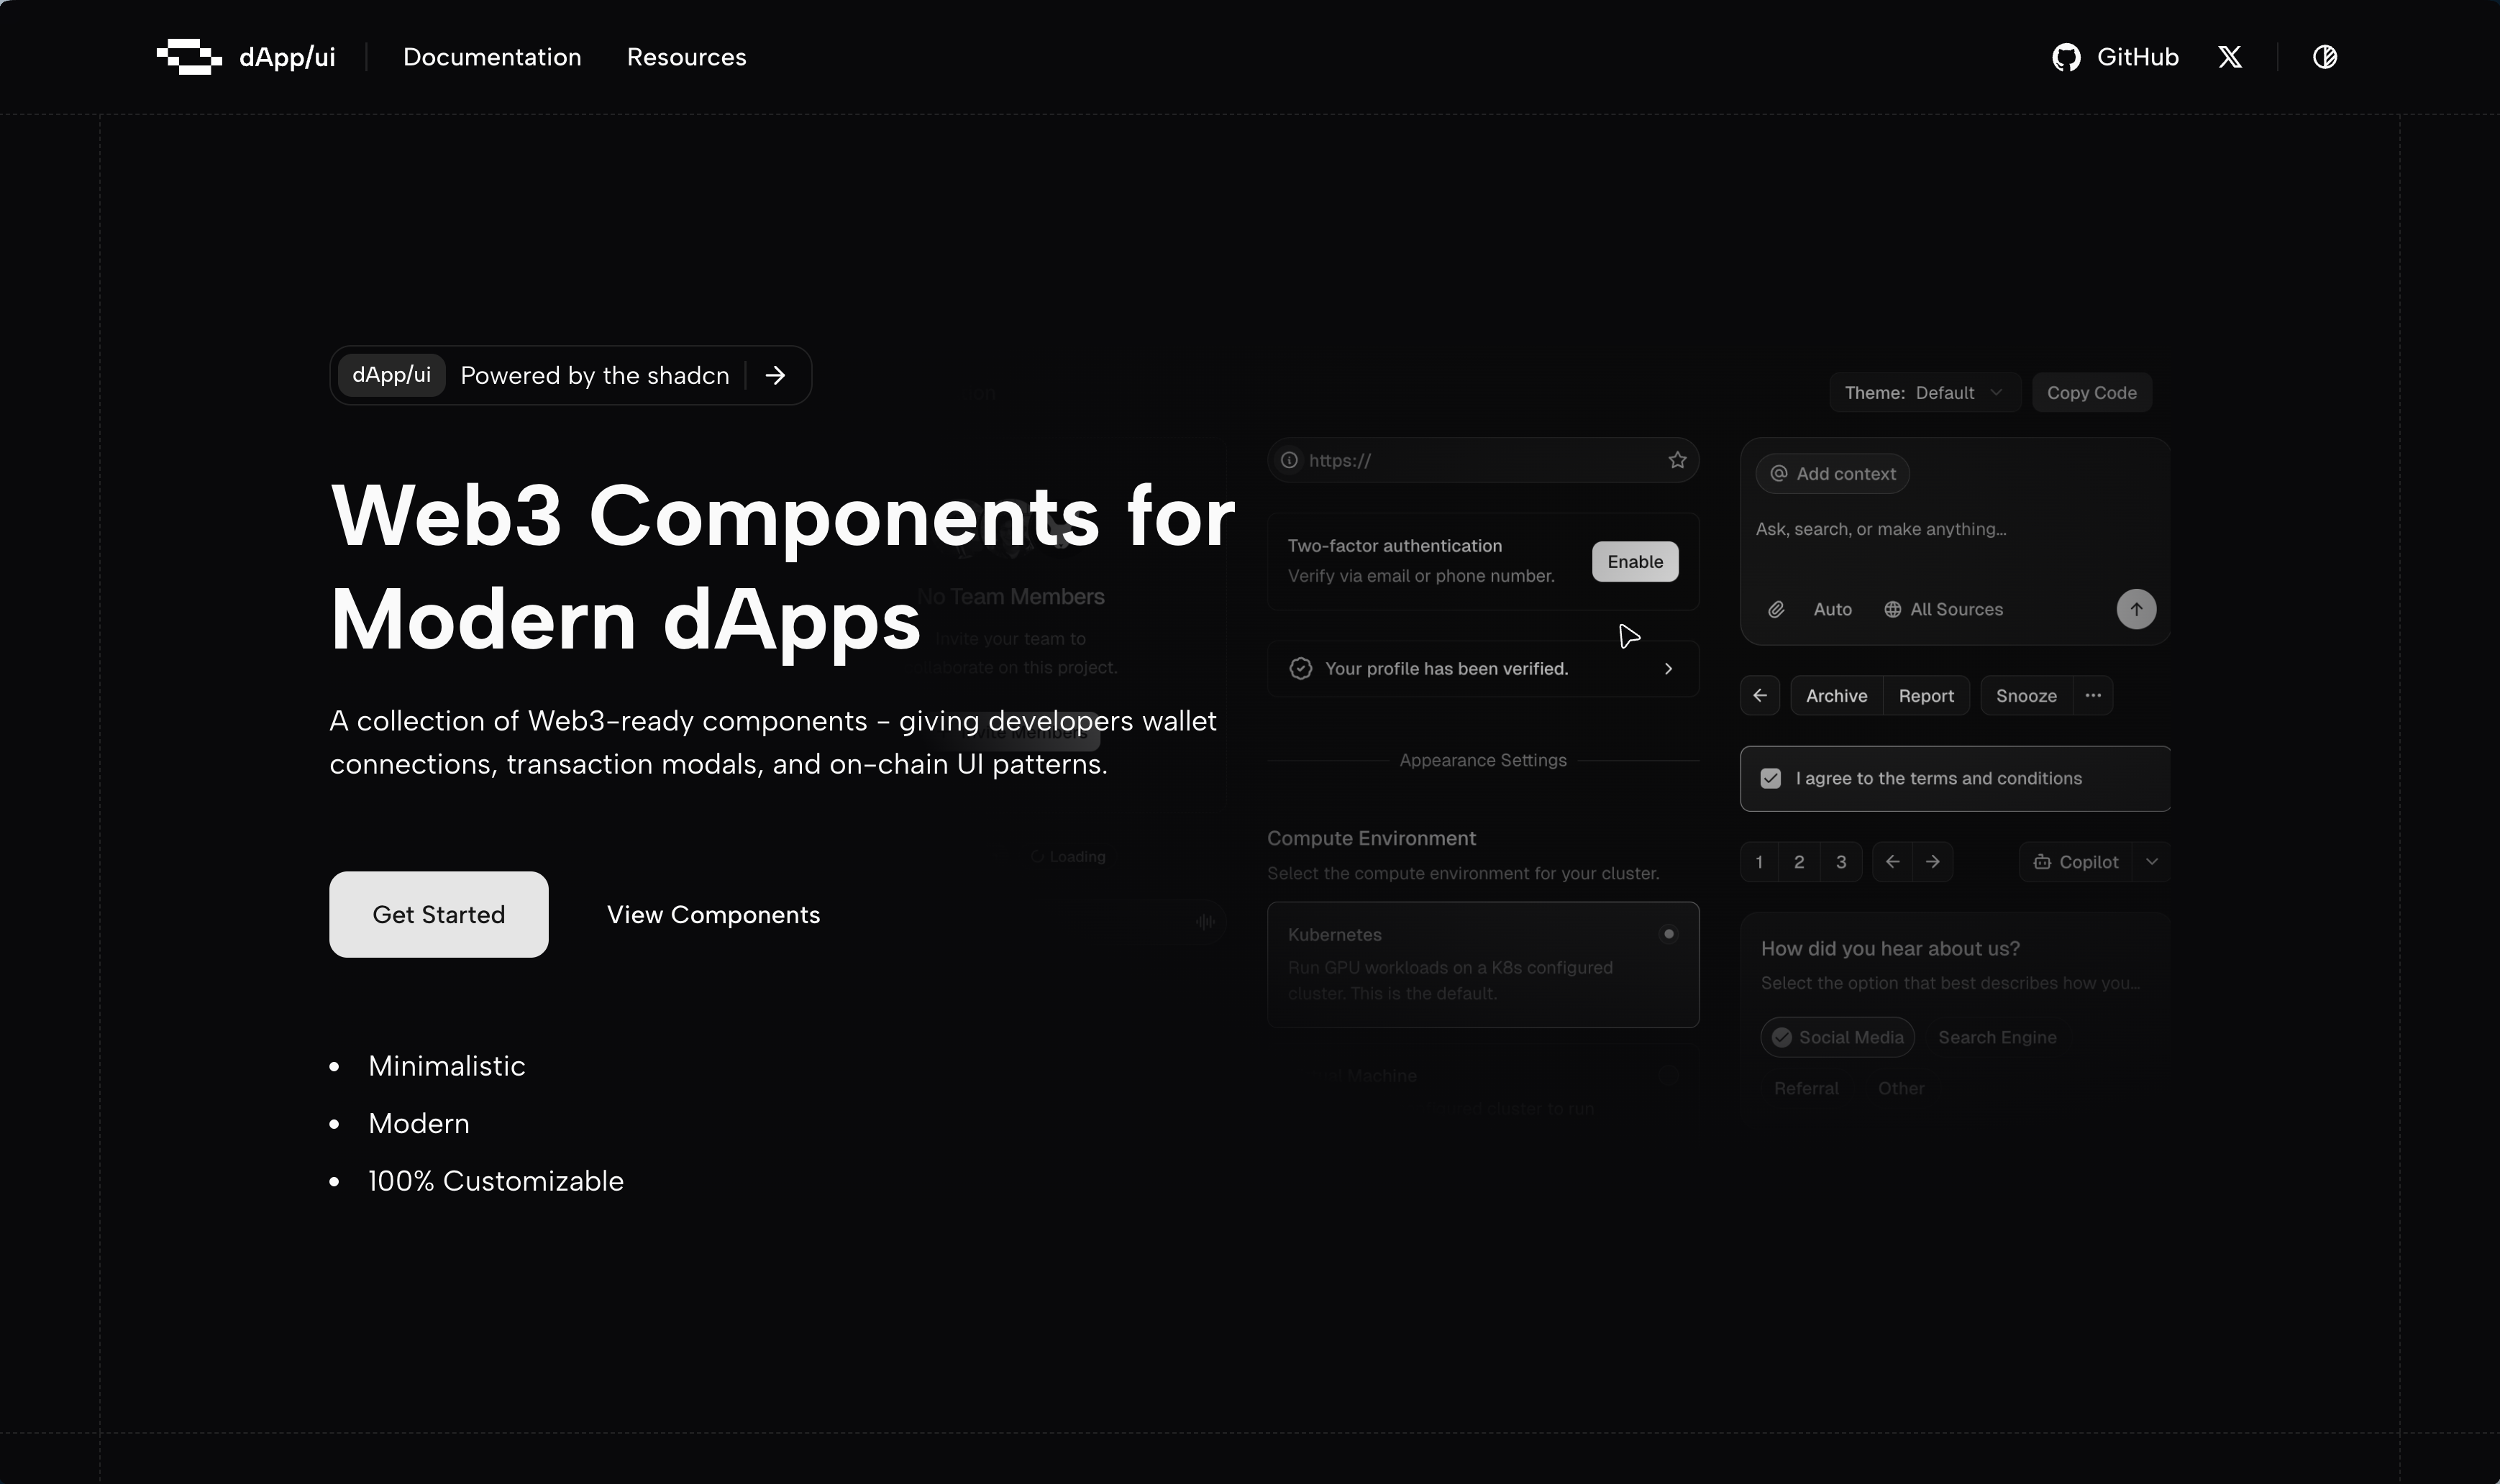 dApp/ui
Documentation
Resources
GitHub
dApp/ui
Powered by the shadcn
Web3 Components for
Modern dApps
A collection of Web3-ready components - giving developers wallet
connections, transaction modals, and on-chain UI patterns.
Get Started
View Components
Minimalistic
Modern
100% Customizable
No Team Members
Invite your team to
on this project.
Members
Loading
https://
Two-factor authentication
Verify via email or phone number.
Enable
Your profile has been verified.
Appearance Settings
Compute Environment
Select the compute environment for your cluster.
Kubernetes
Run GPU workloads on a K8s configured
cluster. This is the default.
Machine
cluster to run
Theme: Default
Copy Code
Add context
Ask, search, or make anything...
Auto
All Sources
Archive
Report
Snooze
I agree to the terms and conditions
1 2 3
Copilot
How did you hear about us?
Select the option that best describes how you...
Social Media
Search Engine
Referral
Other